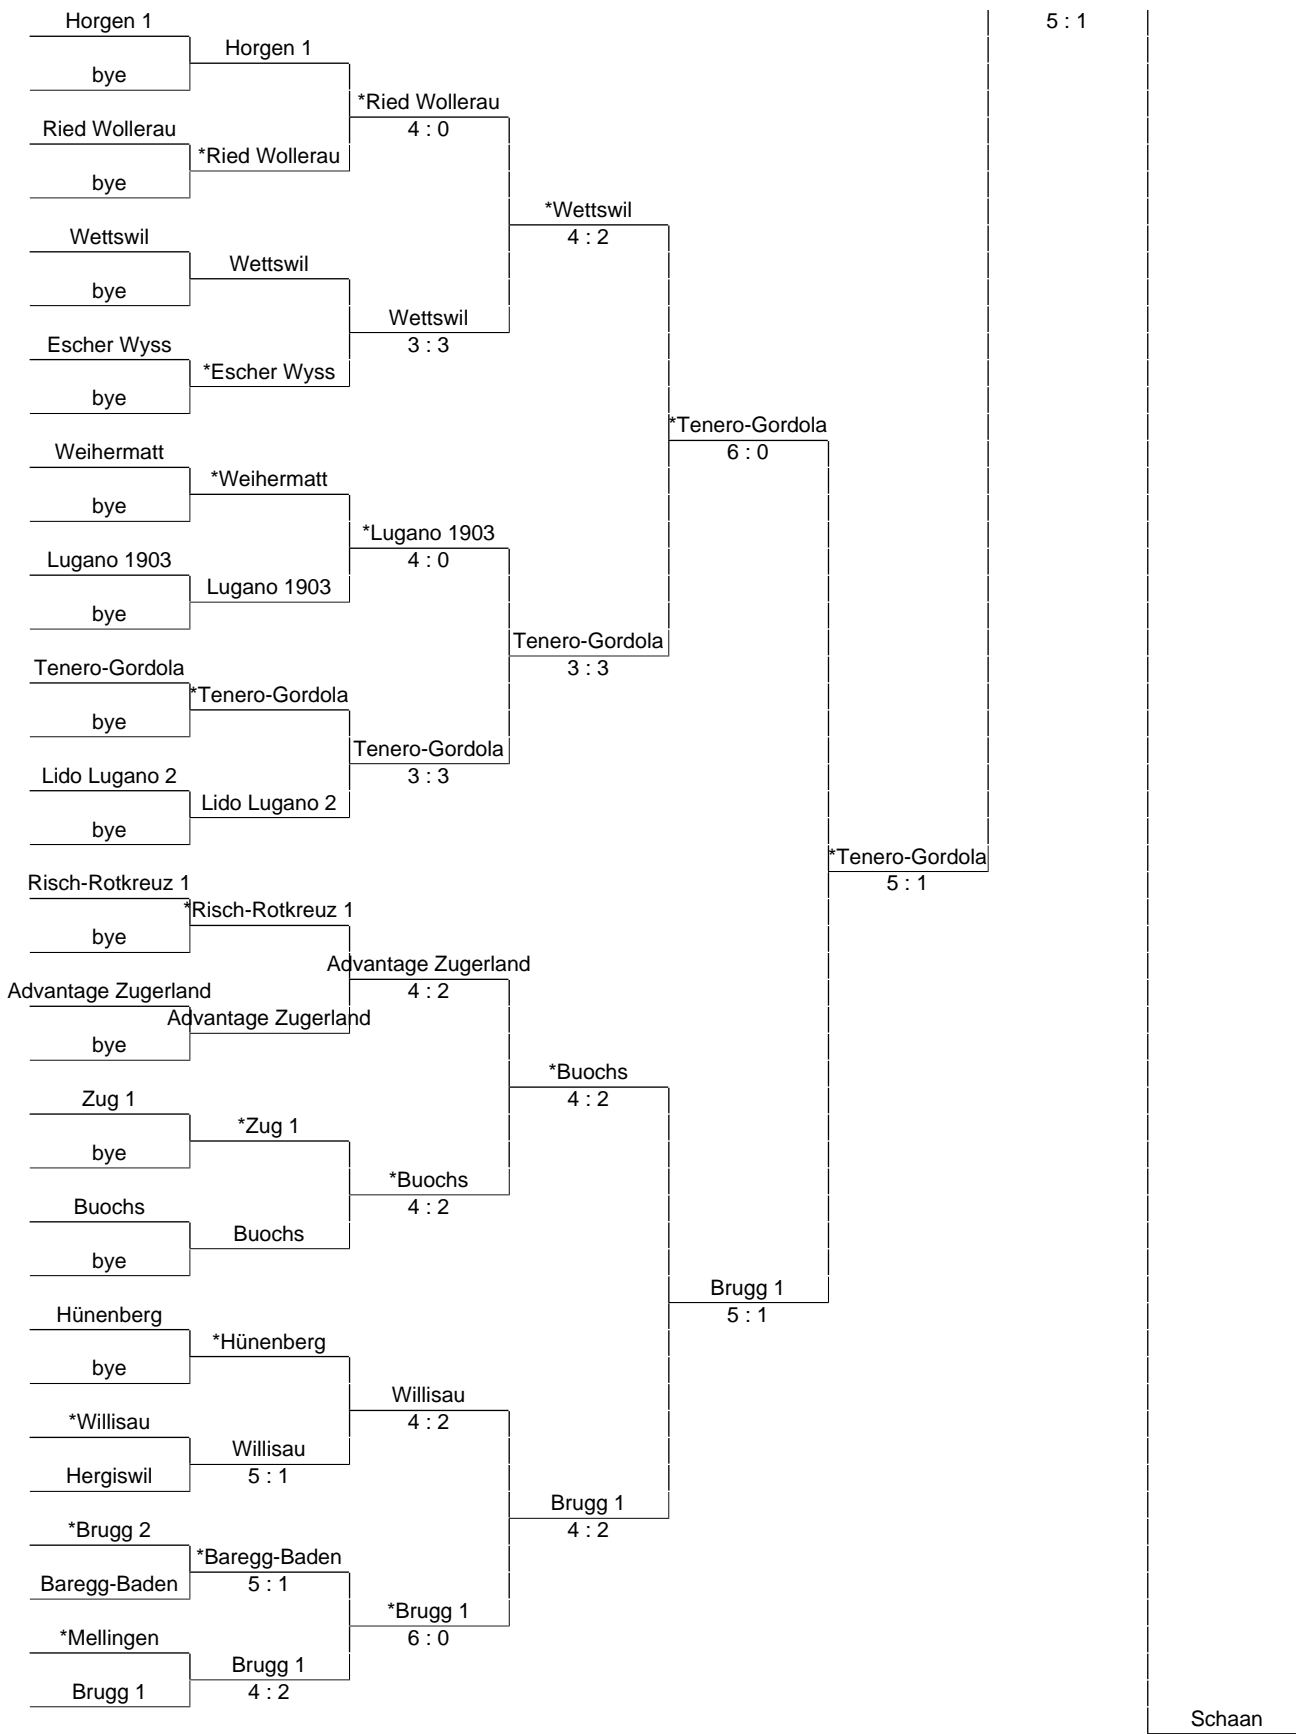 Horgen 1
5 : 1
Horgen 1
bye
*Ried Wollerau
Ried Wollerau
4 : 0
*Ried Wollerau
bye
*Wettswil
Wettswil
4 : 2
Wettswil
bye
Wettswil
Escher Wyss
3 : 3
*Escher Wyss
bye
*Tenero-Gordola
Weihermatt
6 : 0
*Weihermatt
bye
*Lugano 1903
Lugano 1903
4 : 0
Lugano 1903
bye
Tenero-Gordola
Tenero-Gordola
3 : 3
*Tenero-Gordola
bye
Tenero-Gordola
Lido Lugano 2
3 : 3
Lido Lugano 2
bye
*Tenero-Gordola
Risch-Rotkreuz 1
5 : 1
*Risch-Rotkreuz 1
bye
Advantage Zugerland
Advantage Zugerland
4 : 2
Advantage Zugerland
bye
*Buochs
Zug 1
4 : 2
*Zug 1
bye
*Buochs
Buochs
4 : 2
Buochs
bye
Brugg 1
Hünenberg
5 : 1
*Hünenberg
bye
Willisau
*Willisau
4 : 2
Willisau
Hergiswil
5 : 1
Brugg 1
*Brugg 2
4 : 2
*Baregg-Baden
Baregg-Baden
5 : 1
*Brugg 1
*Mellingen
6 : 0
Brugg 1
Brugg 1
4 : 2
Schaan